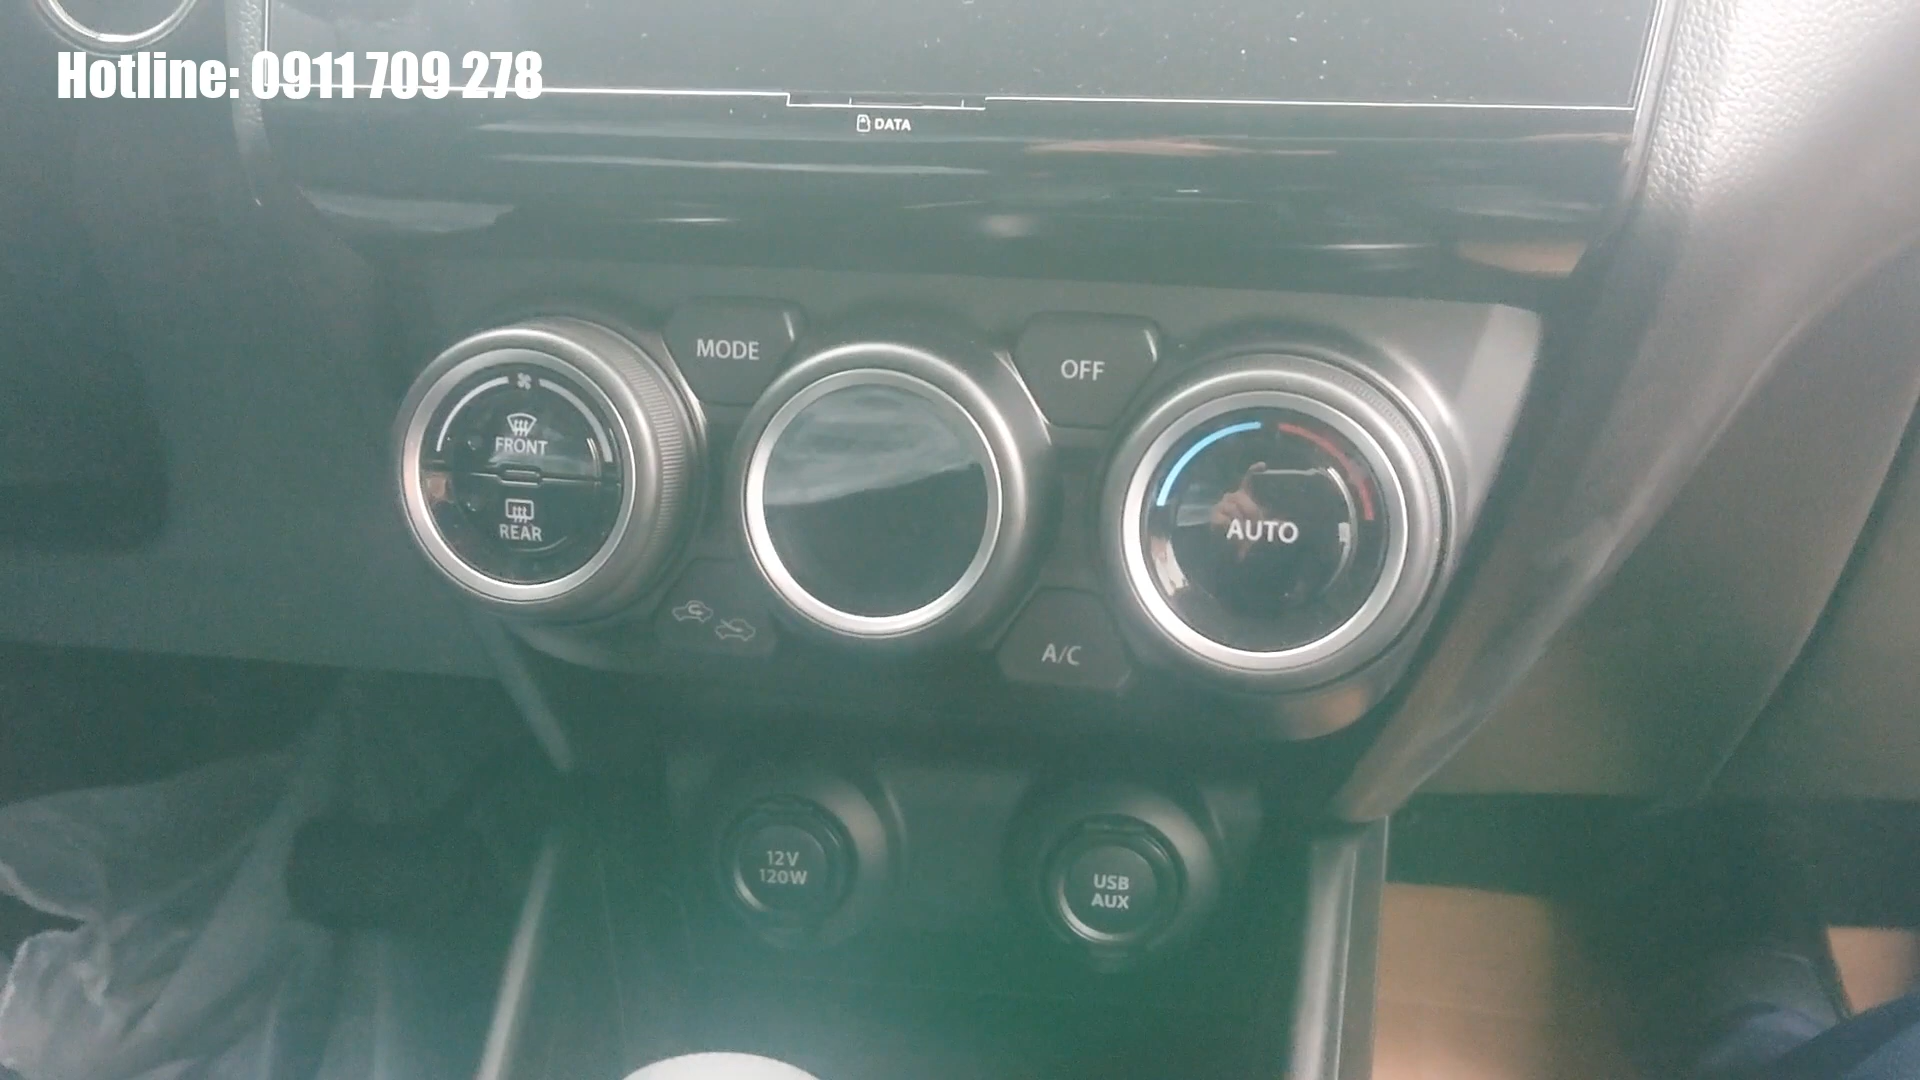 Hotline: 0911 709 278
DATA
MODE
OFF
FRONT
REAR
AUTO
A/C
12V
120W
USB
AUX